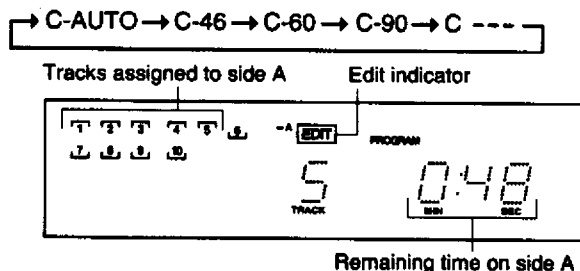 C-AUTO → C-46 → C-60 → C-90 → C ---
Tracks assigned to side A Edit indicator
1 2 3 4 5 6 -A EDIT PROGRAM
7 8 9 10
5 0:48
TRACK MIN SEC
Remaining time on side A